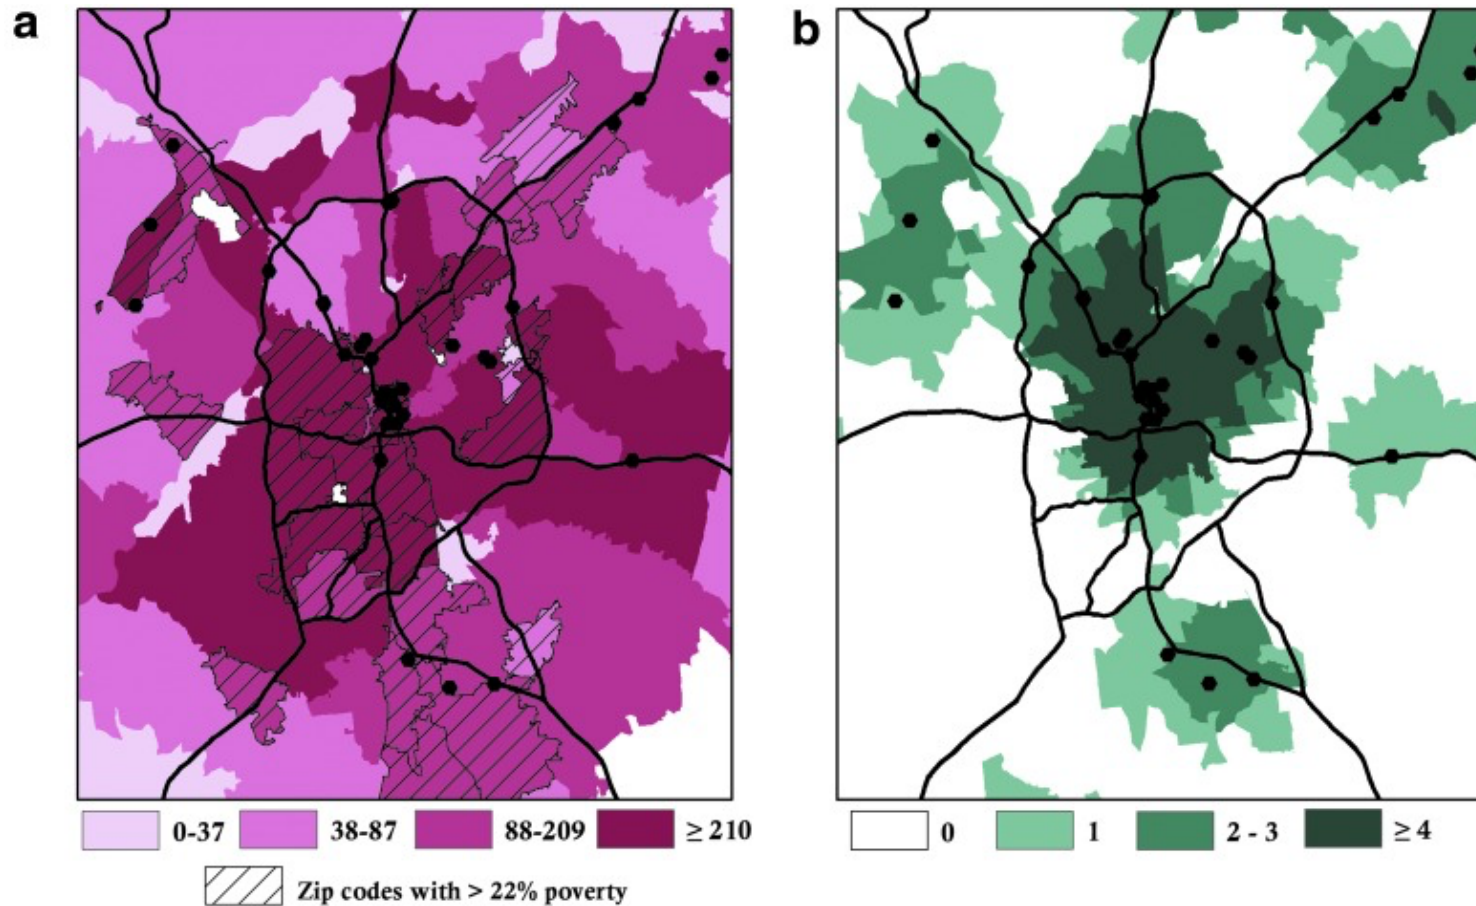 a b
0-37 38-87 88-209 ≥ 210 0 1 2 - 3 ≥ 4
Zip codes with > 22% poverty